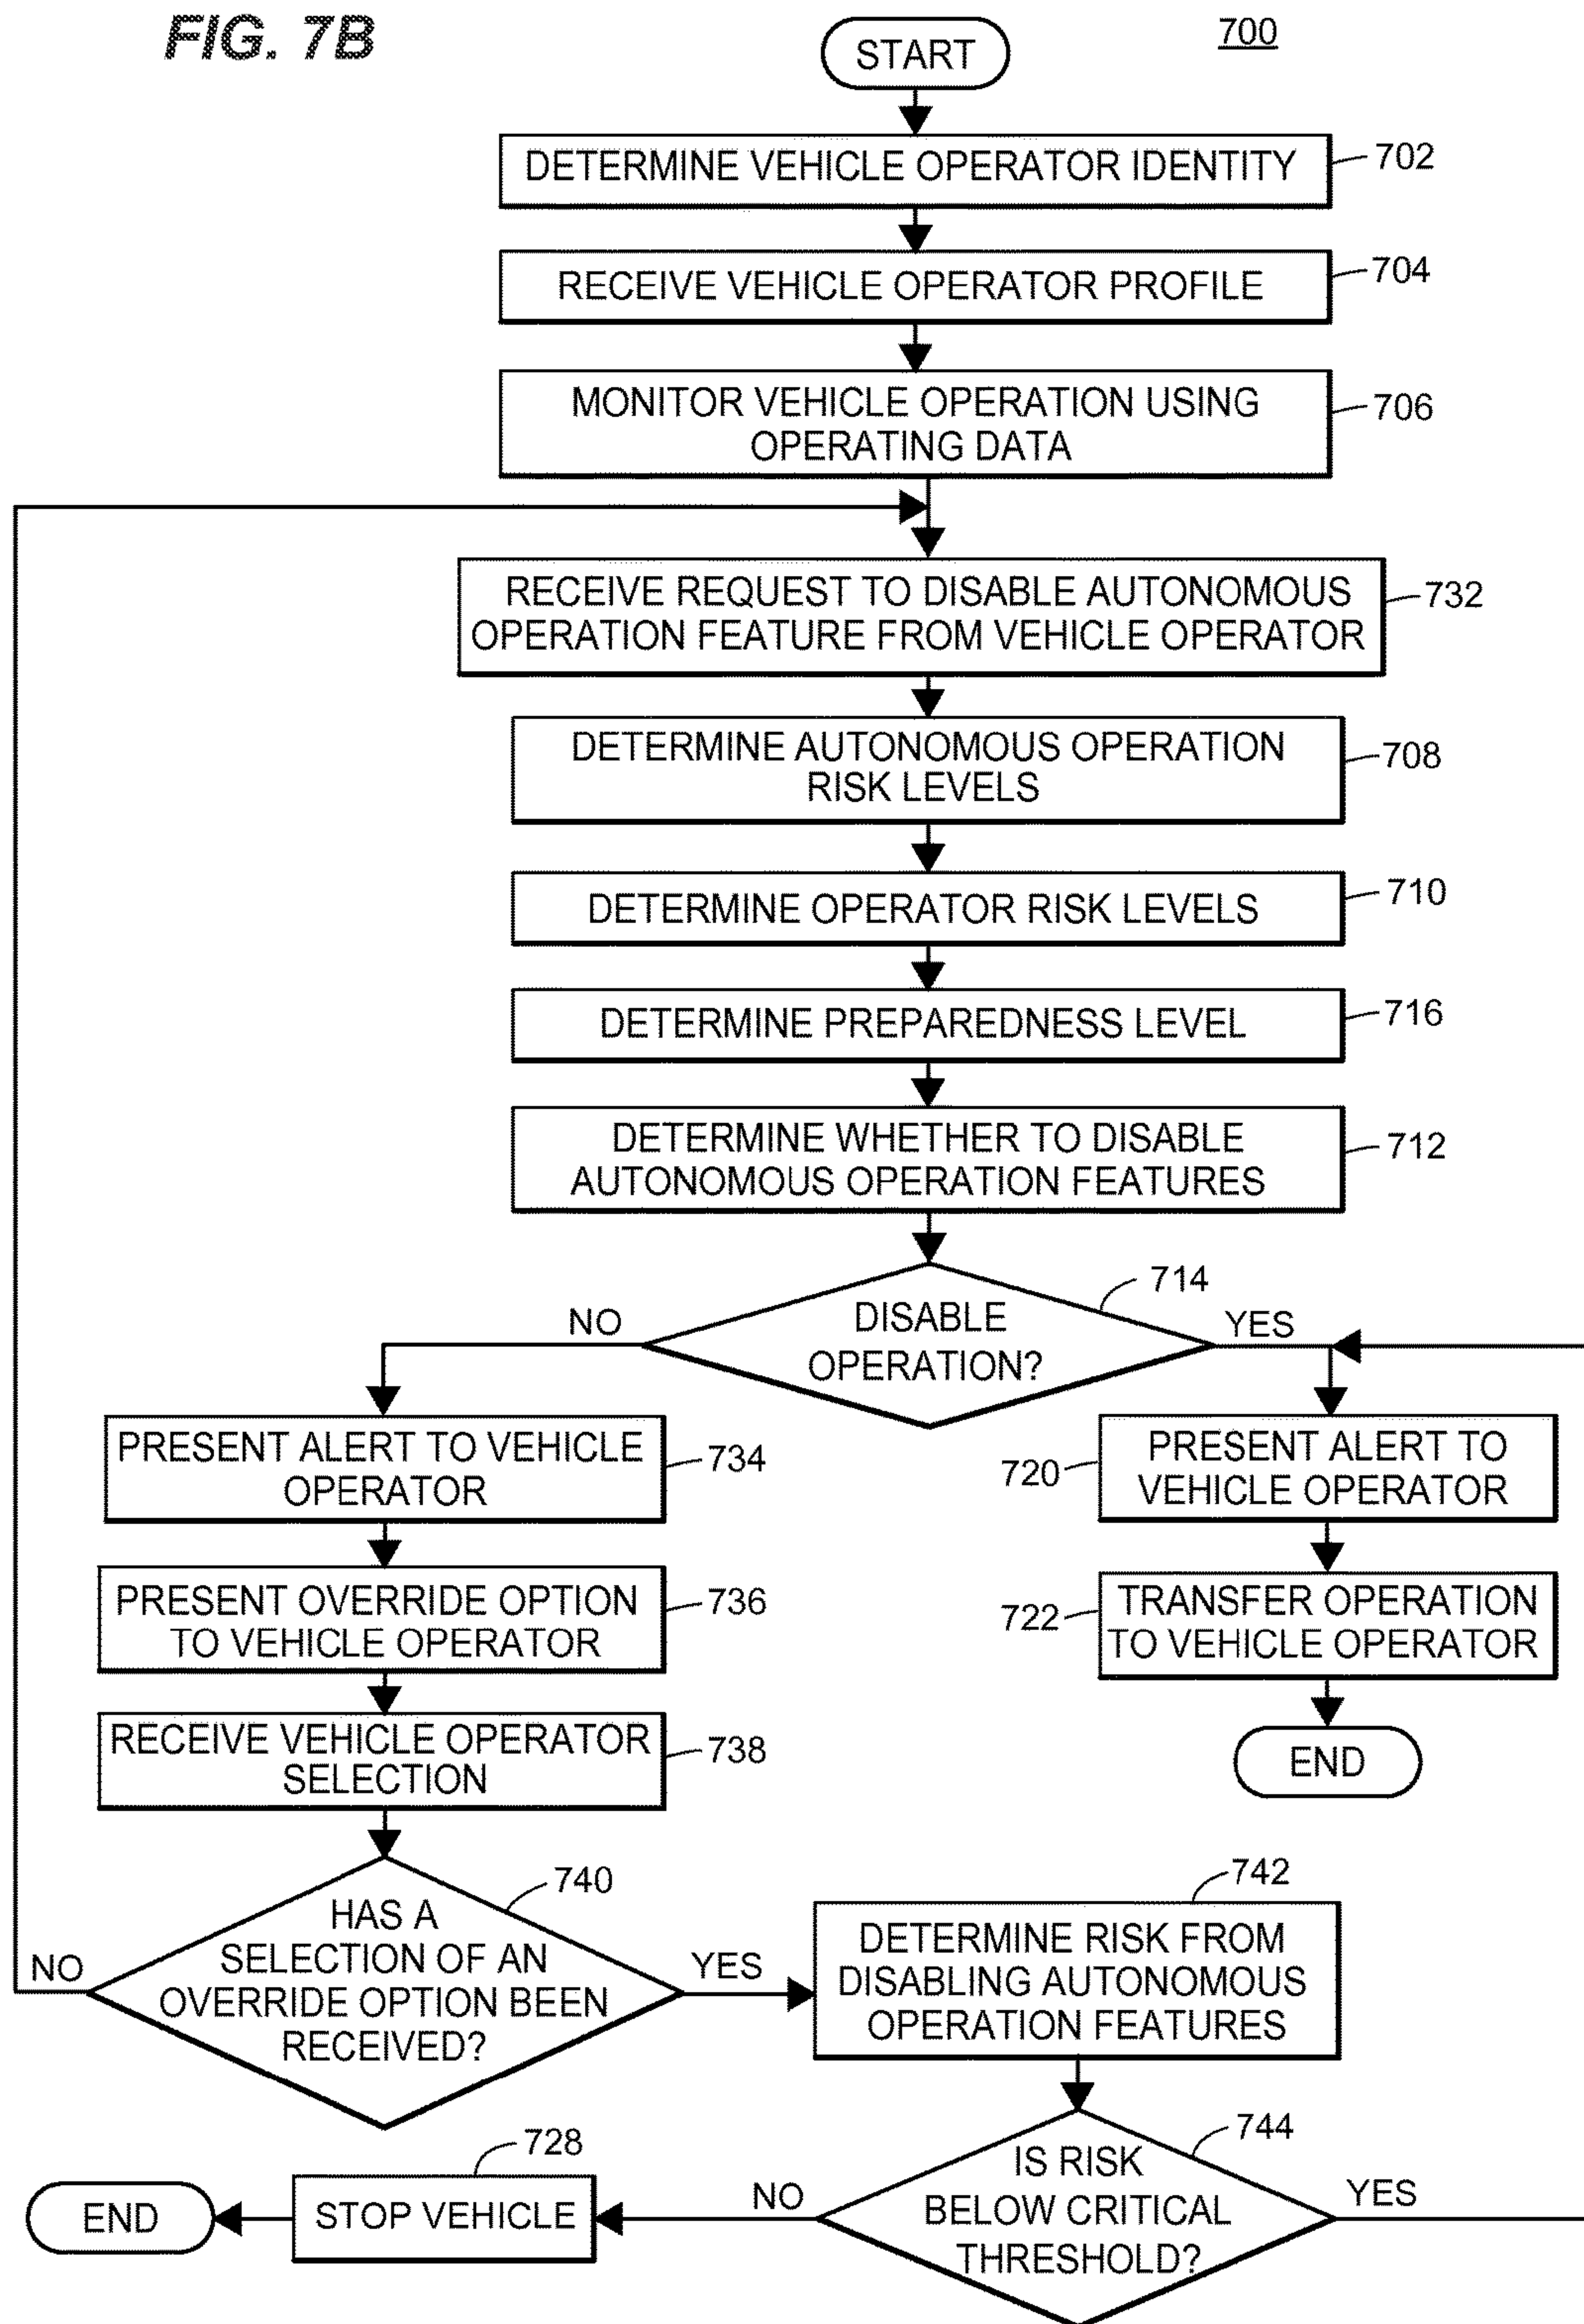 FIG. 7B
700
START
DETERMINE VEHICLE OPERATOR IDENTITY
702
RECEIVE VEHICLE OPERATOR PROFILE
704
MONITOR VEHICLE OPERATION USING
OPERATING DATA
706
RECEIVE REQUEST TO DISABLE AUTONOMOUS
OPERATION FEATURE FROM VEHICLE OPERATOR
732
DETERMINE AUTONOMOUS OPERATION
RISK LEVELS
708
DETERMINE OPERATOR RISK LEVELS
710
DETERMINE PREPAREDNESS LEVEL
716
DETERMINE WHETHER TO DISABLE
AUTONOMOUS OPERATION FEATURES
712
DISABLE
OPERATION?
714
NO
YES
PRESENT ALERT TO VEHICLE
OPERATOR
734
PRESENT ALERT TO
VEHICLE OPERATOR
720
PRESENT OVERRIDE OPTION
TO VEHICLE OPERATOR
736
TRANSFER OPERATION
TO VEHICLE OPERATOR
722
RECEIVE VEHICLE OPERATOR
SELECTION
738
END
HAS A
SELECTION OF AN
OVERRIDE OPTION BEEN
RECEIVED?
740
NO
YES
742
DETERMINE RISK FROM
DISABLING AUTONOMOUS
OPERATION FEATURES
744
IS RISK
BELOW CRITICAL
THRESHOLD?
NO
YES
728
STOP VEHICLE
END